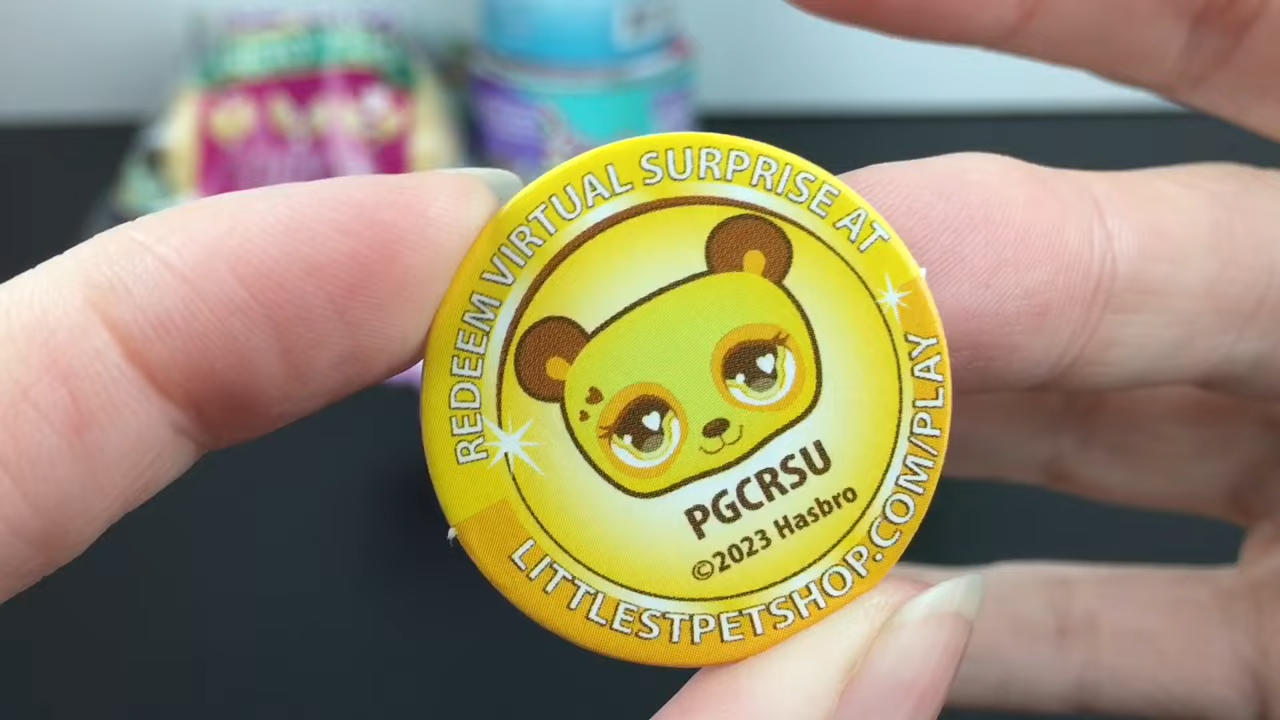 REDEEM VIRTUAL SURPRISE AT
LITTLESTPETSHOP.COM/PLAY
PGCRSU
©2023 Hasbro